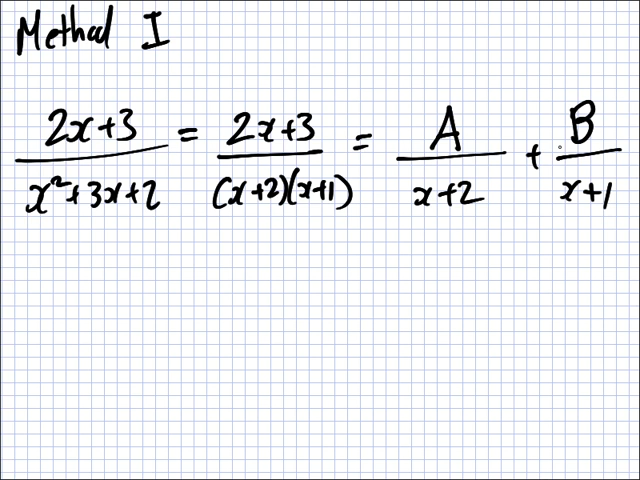 Method I
2x+3 / x²+3x+2 = 2x+3 / (x+2)(x+1) = A / x+2 + B / x+1